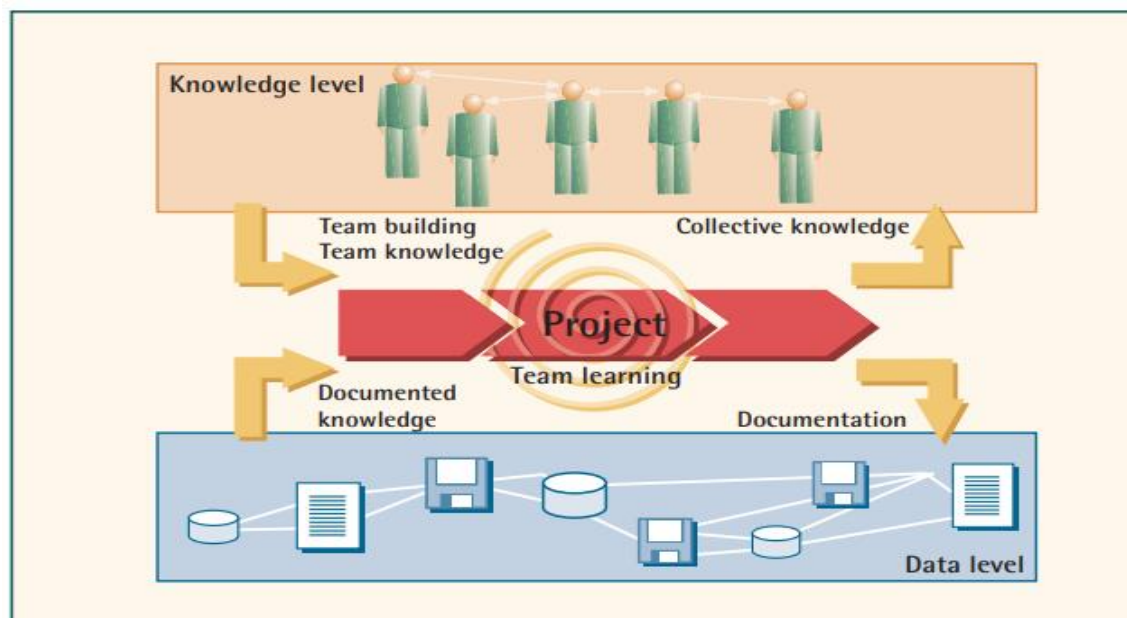 Knowledge level
Team building
Team knowledge
Collective knowledge
Project
Team learning
Documented
knowledge
Documentation
Data level